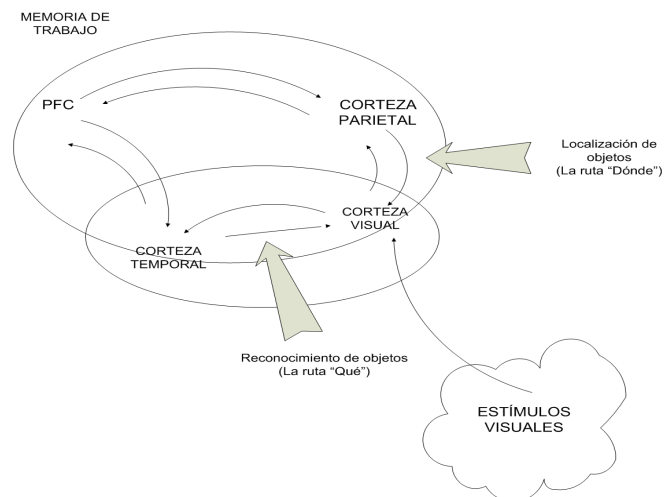 MEMORIA DE
TRABAJO
PFC
CORTEZA
PARIETAL
Localización de
objetos
(La ruta “Dónde”)
CORTEZA
VISUAL
CORTEZA
TEMPORAL
Reconocimiento de objetos
(La ruta “Qué”)
ESTÍMULOS
VISUALES